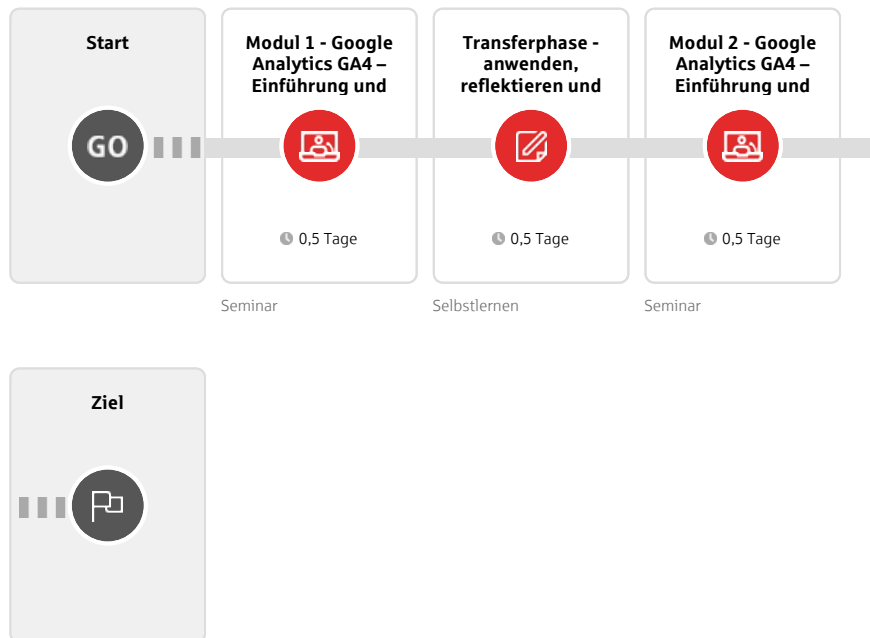 Start
Modul 1 - Google
Analytics GA4 –
Einführung und
Transferphase -
anwenden,
reflektieren und
Modul 2 - Google
Analytics GA4 –
Einführung und
GO
0,5 Tage
0,5 Tage
0,5 Tage
Seminar
Selbstlernen
Seminar
Ziel